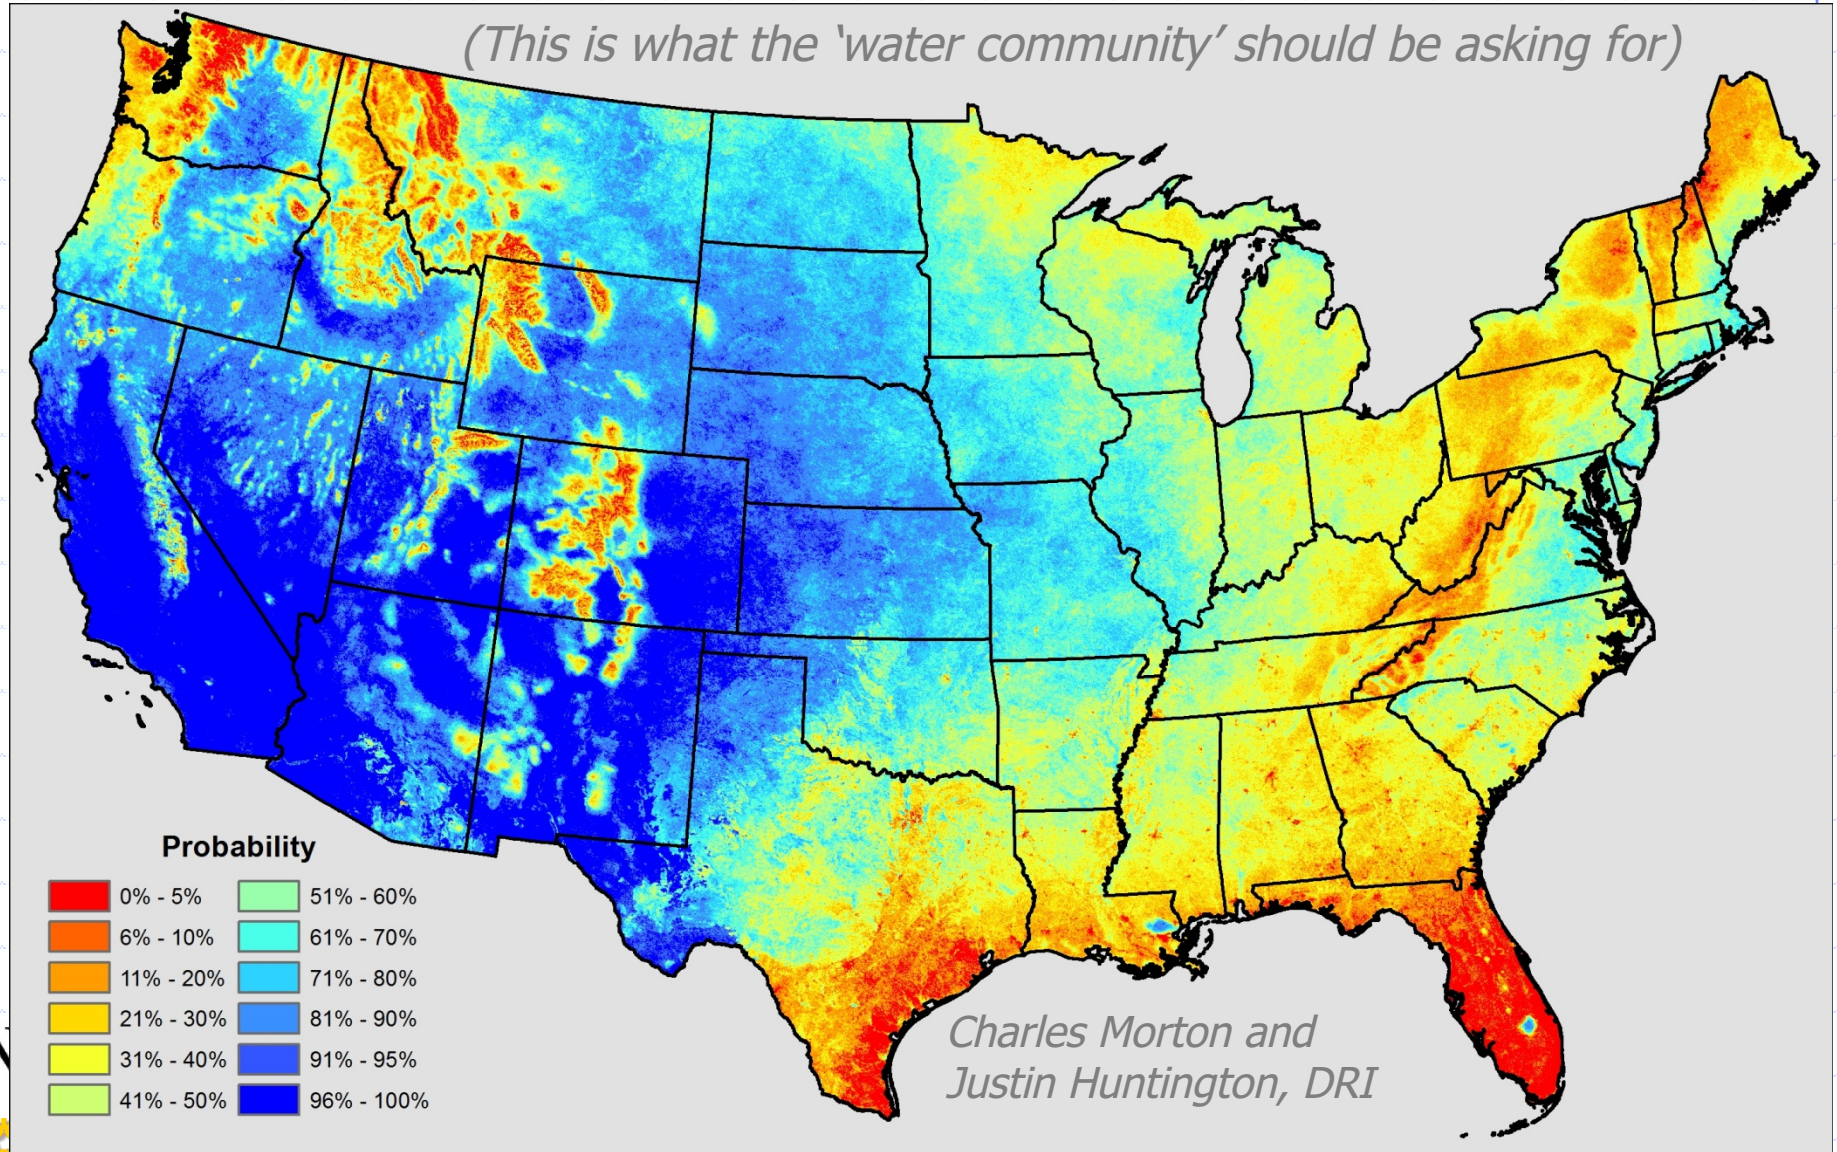 (This is what the ‘water community’ should be asking for)
Probability
0% - 5%
6% - 10%
11% - 20%
21% - 30%
31% - 40%
41% - 50%
51% - 60%
61% - 70%
71% - 80%
81% - 90%
91% - 95%
96% - 100%
Charles Morton and
Justin Huntington, DRI